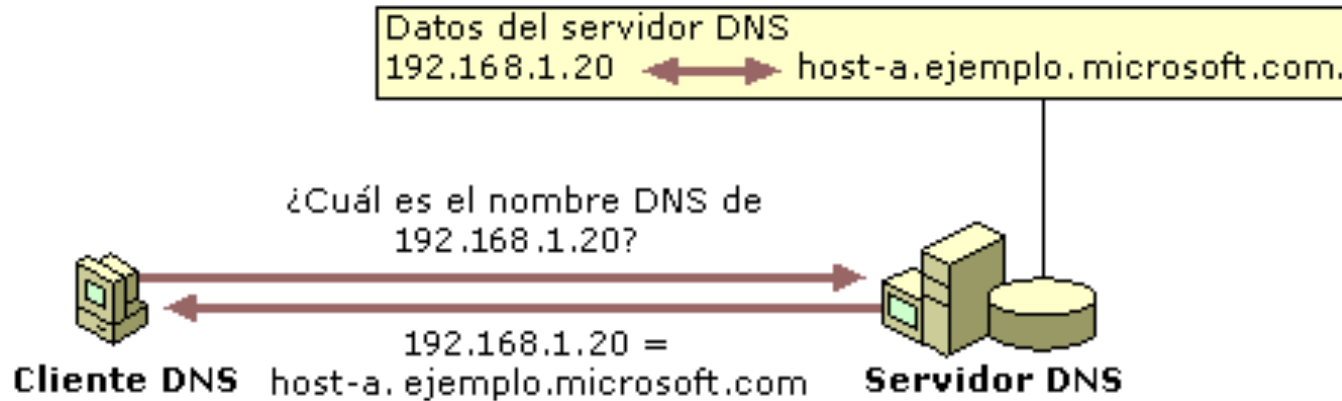 Datos del servidor DNS
192.168.1.20 host-a.ejemplo.microsoft.com.
¿Cuál es el nombre DNS de
192.168.1.20?
192.168.1.20 =
host-a. ejemplo.microsoft.com
Cliente DNS
Servidor DNS